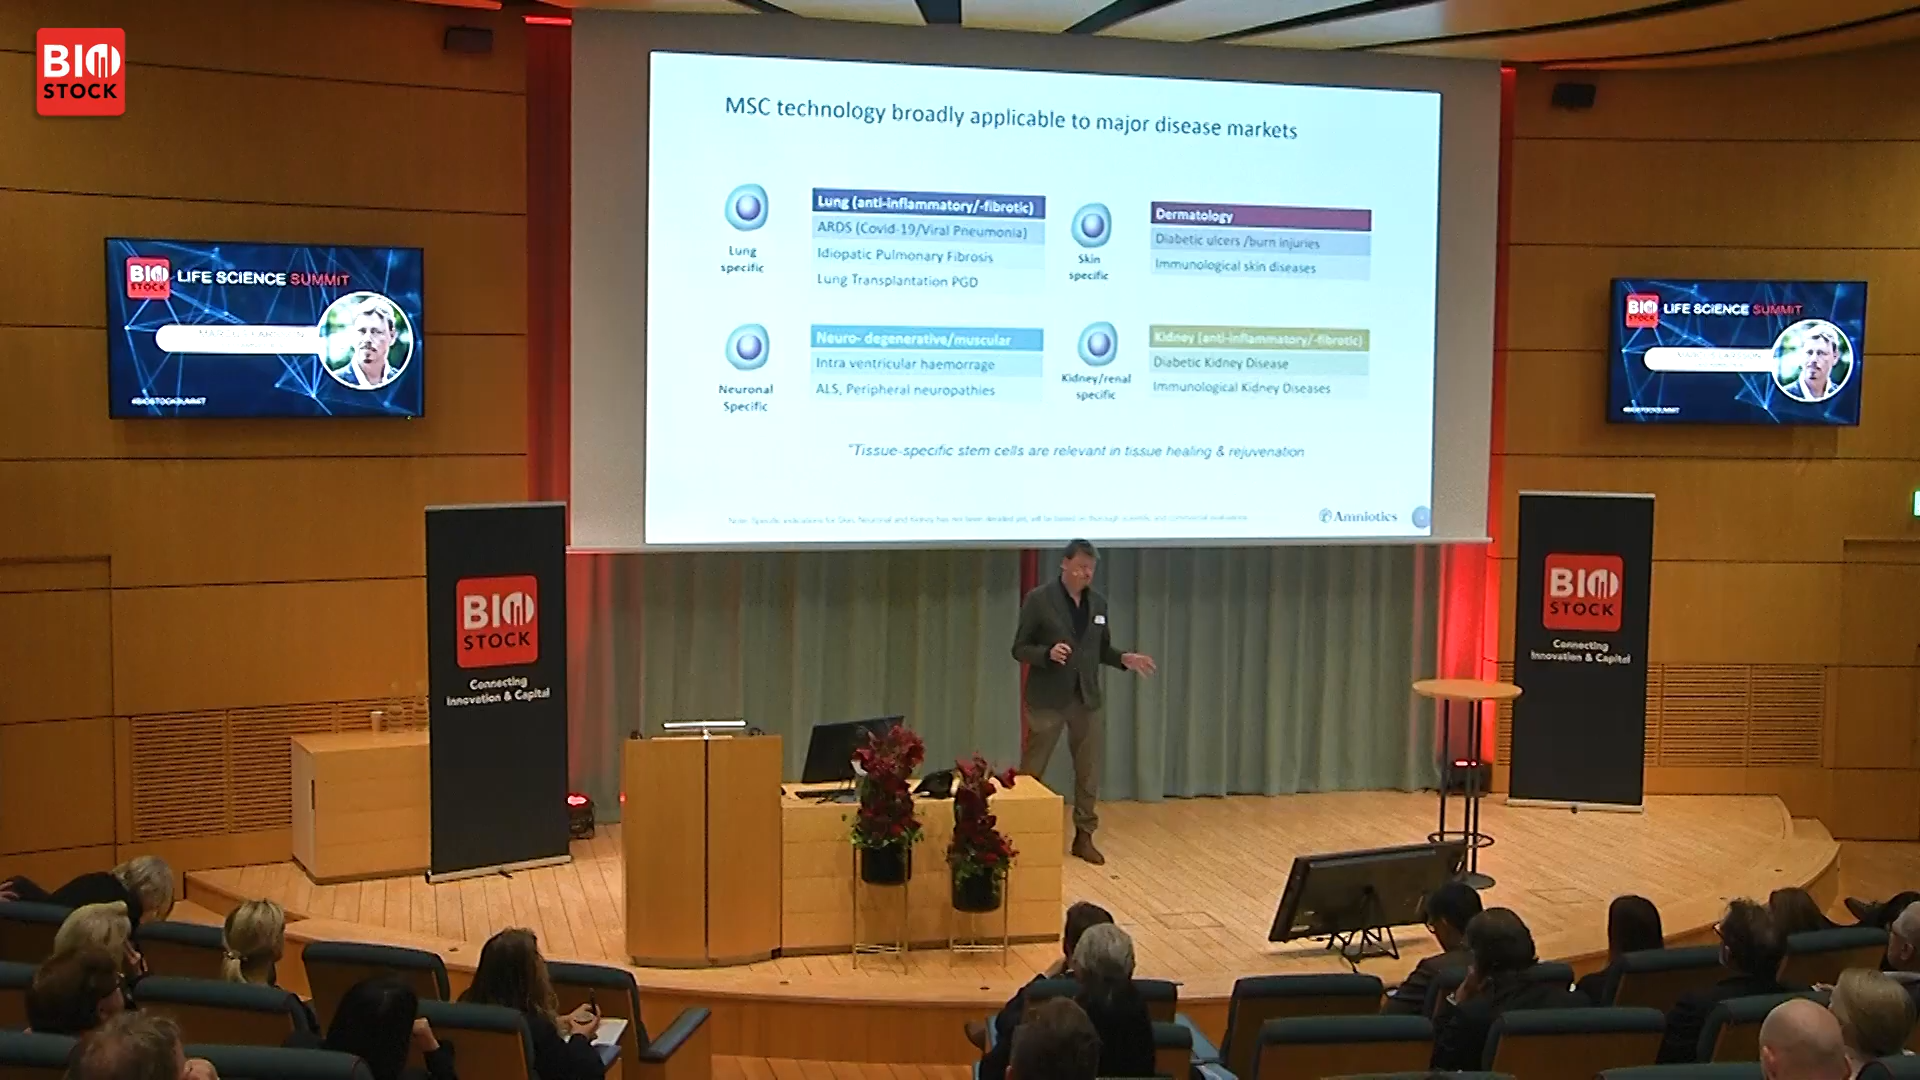 BIO
STOCK
MSC technology broadly applicable to major disease markets
Lung
specific
Lung (anti-inflammatory/-fibrotic)
ARDS (Covid-19/Viral Pneumonia)
Idiopatic Pulmonary Fibrosis
Lung Transplantation PGD
Skin
specific
Dermatology
Diabetic ulcers /burn injuries
Immunological skin diseases
Neuronal
Specific
Neuro- degenerative/muscular
Intra ventricular haemorrage
ALS, Peripheral neuropathies
Kidney/renal
specific
Kidney (anti-inflammatory/-fibrotic)
Diabetic Kidney Disease
Immunological Kidney Diseases
"Tissue-specific stem cells are relevant in tissue healing & rejuvenation
Amniotics
BIO
STOCK
LIFE SCIENCE SUMMIT
#BIOSTOCKSUMMIT
BIO
STOCK
LIFE SCIENCE SUMMIT
#BIOSTOCKSUMMIT
BIO
STOCK
Connecting
Innovation & Capital
BIO
STOCK
Connecting
Innovation & Capital